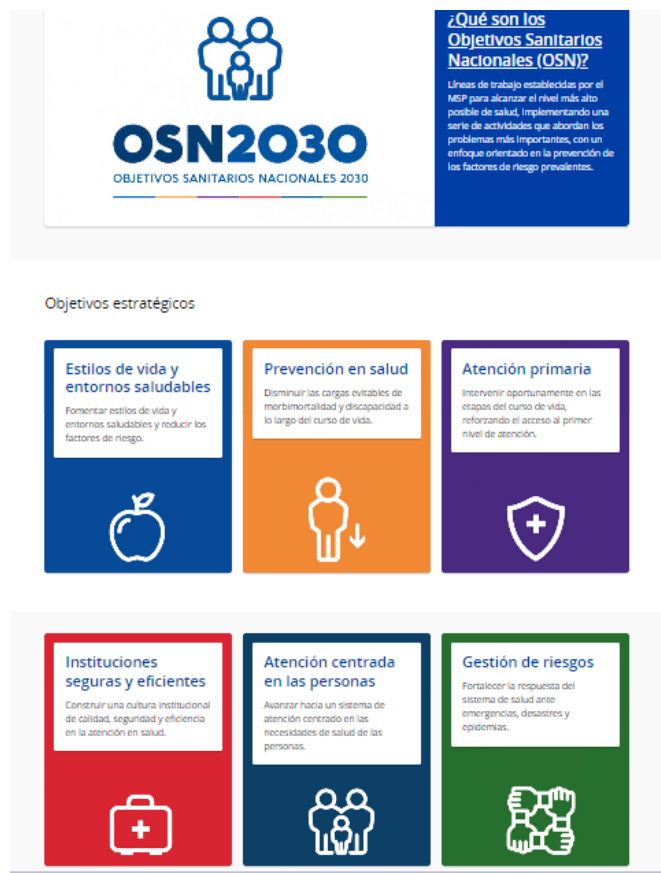 ¿Qué son los
Objetivos Sanitarios
Nacionales (OSN)?
Líneas de trabajo establecidas por el
MSP para alcanzar el nivel más alto
posible de salud, implementando una
serie de actividades que abordan los
problemas más importantes, con un
enfoque orientado en la prevención de
los factores de riesgo prevalentes.
OSN2030
OBJETIVOS SANITARIOS NACIONALES 2030
Objetivos estratégicos
Estilos de vida y
entornos saludables
Fomentar estilos de vida y
entornos saludables y reducir los
factores de riesgo.
Prevención en salud
Disminuir las cargas evitables de
morbimortalidad y discapacidad a
lo largo del curso de vida.
Atención primaria
Intervenir oportunamente en las
etapas del curso de vida,
reforzando el acceso al primer
nivel de atención.
Instituciones
seguras y eficientes
Construir una cultura institucional
de calidad, seguridad y eficiencia
en la atención en salud.
Atención centrada
en las personas
Avanzar hacia un sistema de
atención centrado en las
necesidades de salud de las
personas.
Gestión de riesgos
Fortalecer la respuesta del
sistema de salud ante
emergencias, desastres y
epidemias.